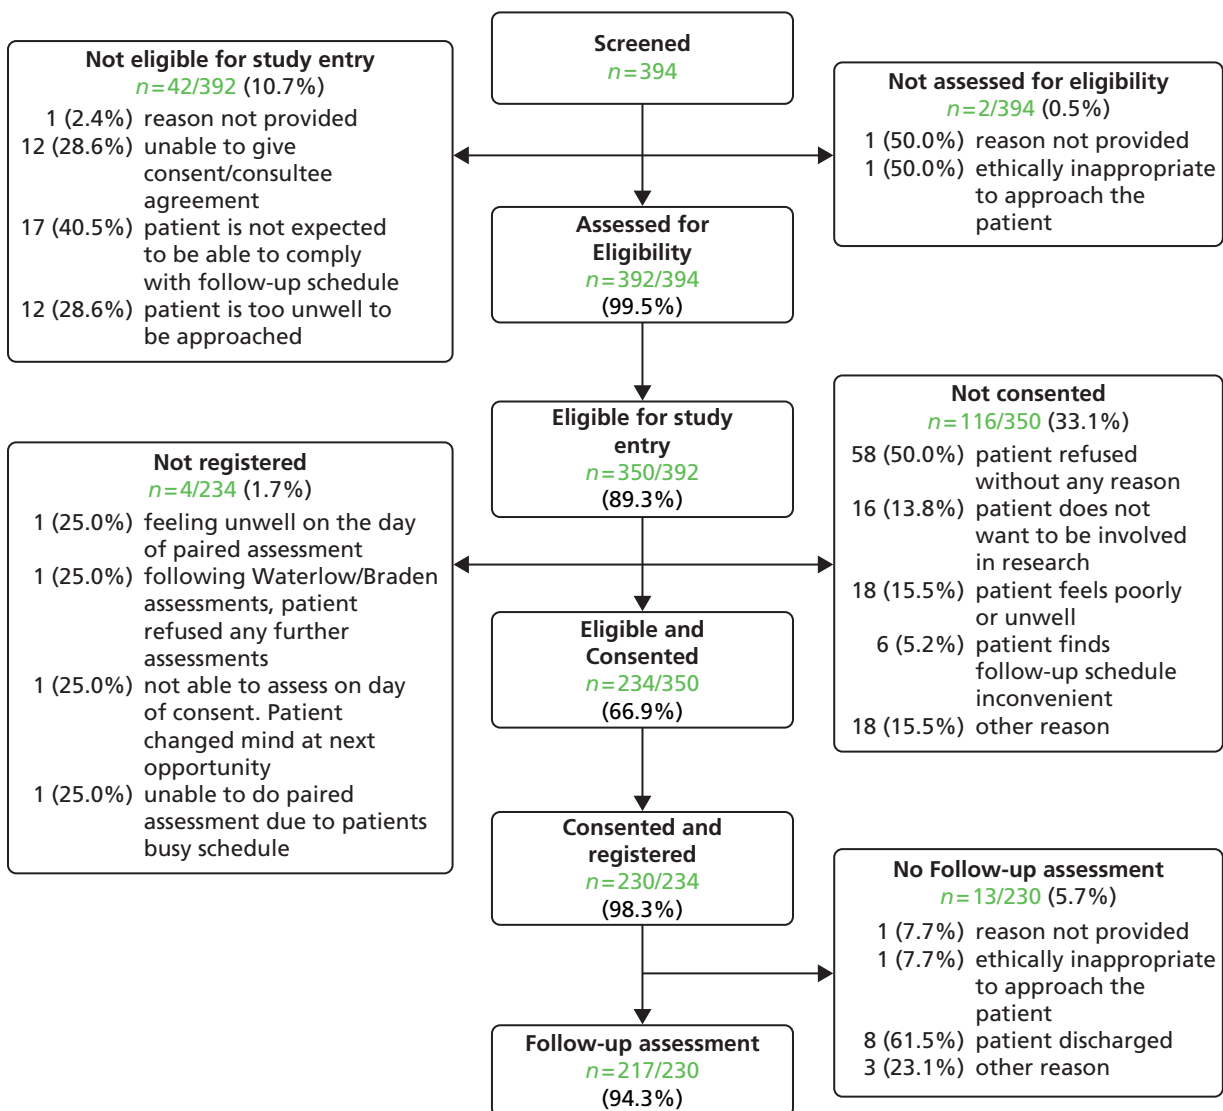 Screened
n=394
Not eligible for study entry
n=42/392 (10.7%)
1 (2.4%) reason not provided
12 (28.6%) unable to give
consent/consultee
agreement
17 (40.5%) patient is not expected
to be able to comply
with follow-up schedule
12 (28.6%) patient is too unwell to
be approached
Not assessed for eligibility
n=2/394 (0.5%)
1 (50.0%) reason not provided
1 (50.0%) ethically inappropriate
to approach the
patient
Assessed for
Eligibility
n=392/394
(99.5%)
Eligible for study
entry
n=350/392
(89.3%)
Not consented
n=116/350 (33.1%)
58 (50.0%) patient refused
without any reason
16 (13.8%) patient does not
want to be involved
in research
18 (15.5%) patient feels poorly
or unwell
6 (5.2%) patient finds
follow-up schedule
inconvenient
18 (15.5%) other reason
Not registered
n=4/234 (1.7%)
1 (25.0%) feeling unwell on the day
of paired assessment
1 (25.0%) following Waterlow/Braden
assessments, patient
refused any further
assessments
1 (25.0%) not able to assess on day
of consent. Patient
changed mind at next
opportunity
1 (25.0%) unable to do paired
assessment due to patients
busy schedule
Eligible and
Consented
n=234/350
(66.9%)
Consented and
registered
n=230/234
(98.3%)
No Follow-up assessment
n=13/230 (5.7%)
1 (7.7%) reason not provided
1 (7.7%) ethically inappropriate
to approach the
patient
8 (61.5%) patient discharged
3 (23.1%) other reason
Follow-up assessment
n=217/230
(94.3%)